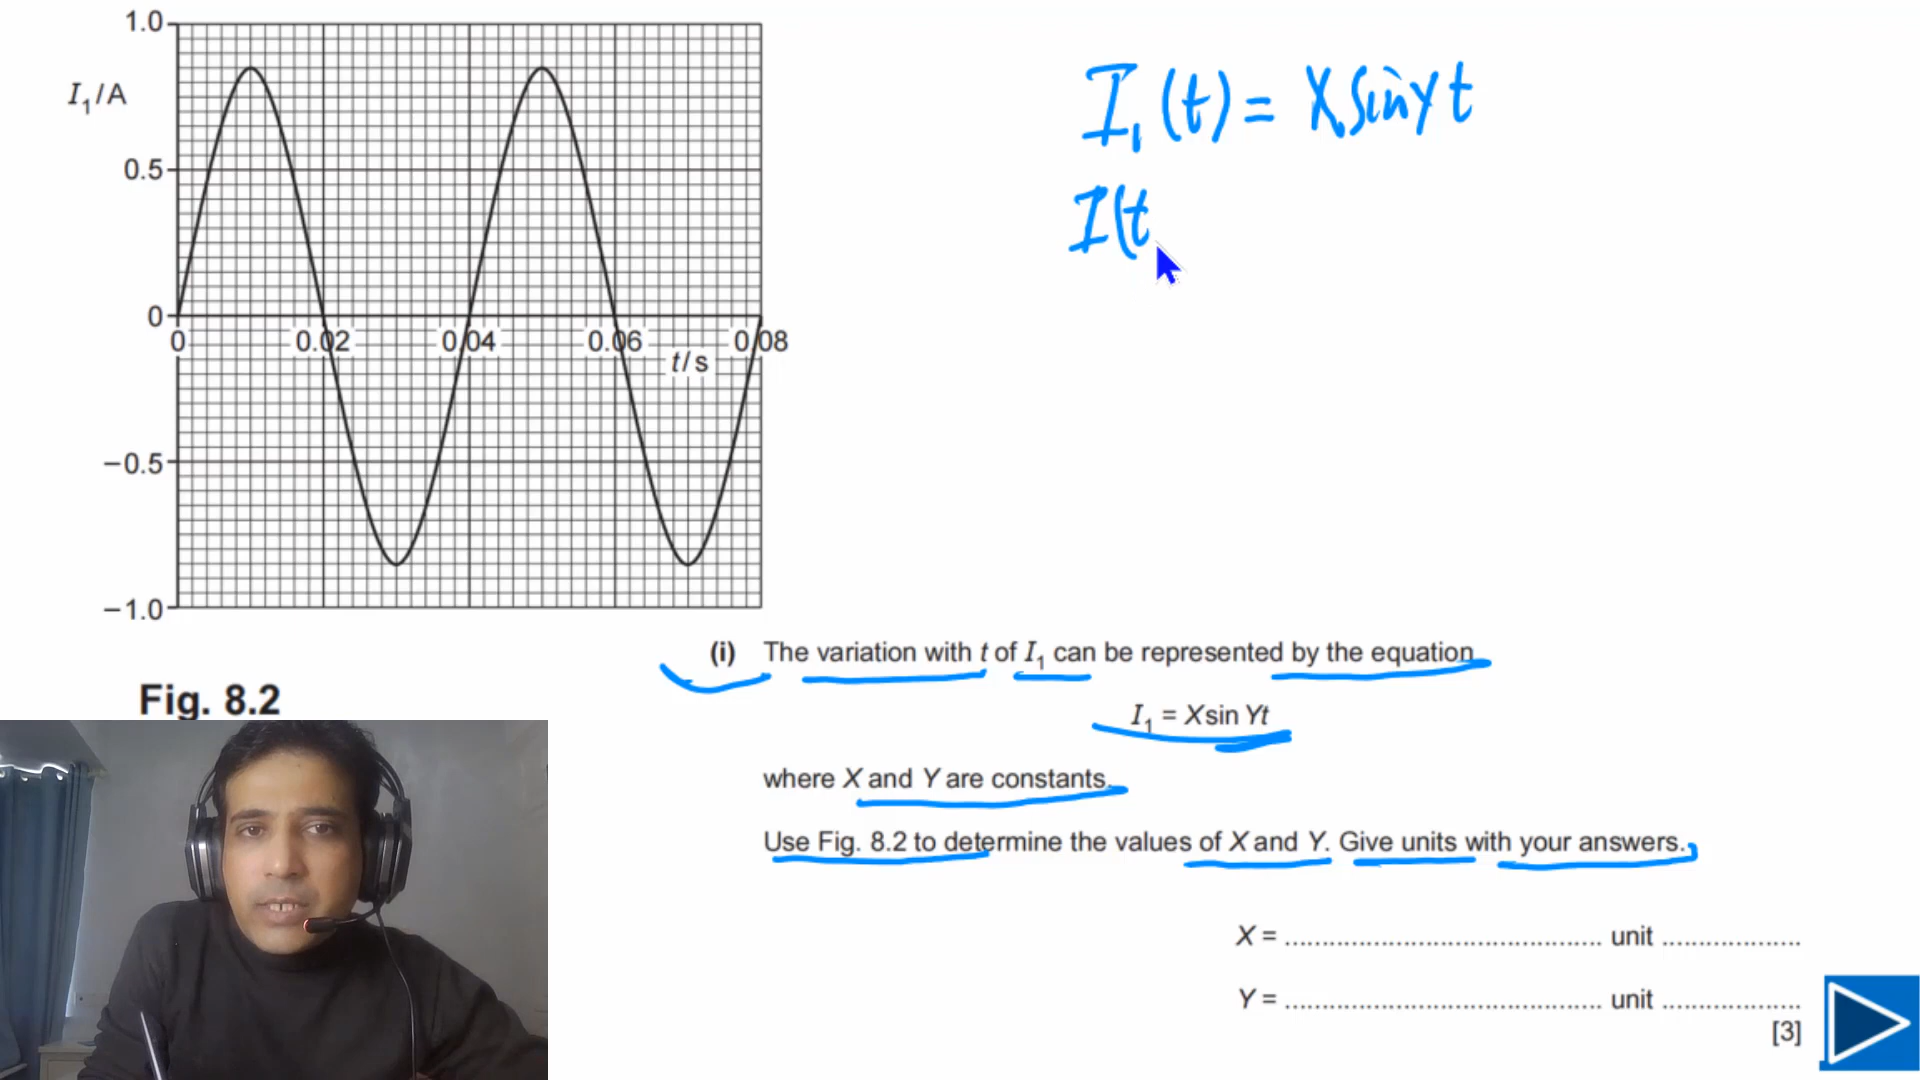 1.0
I₁/A
0.5
0
0 0.02 0.04 0.06 0.08
t/s
−0.5
−1.0
Fig. 8.2
I₁(t) = X sin Y t
I(t
(i) The variation with t of I₁ can be represented by the equation
I₁ = X sin Yt
where X and Y are constants.
Use Fig. 8.2 to determine the values of X and Y. Give units with your answers.
X = .......................................... unit ...................
Y = .......................................... unit ...................
[3]